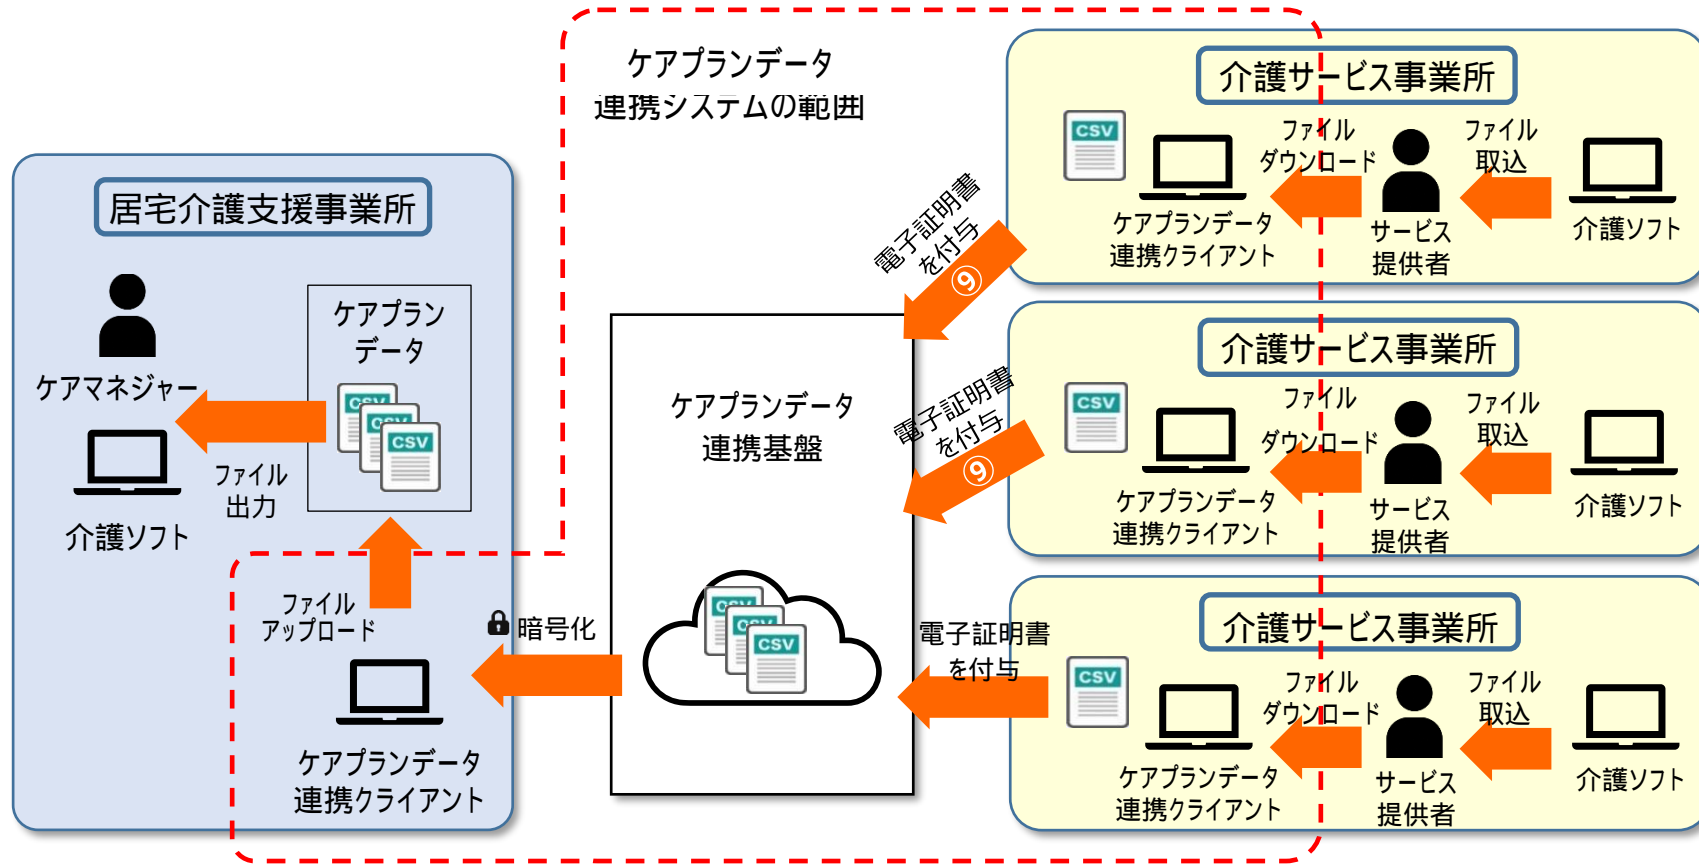 ケアプランデータ
連携システムの範囲
居宅介護支援事業所
ケアマネジャー
介護ソフト
ケアプラン
データ
CSV
CSV
CSV
ファイル
出力
ファイル
アップロード
ケアプランデータ
連携クライアント
暗号化
ケアプランデータ
連携基盤
CSV
CSV
CSV
電子証明書
を付与
⑨
電子証明書
を付与
⑨
電子証明書
を付与
介護サービス事業所
CSV
ファイル
ダウンロード
ファイル
取込
ケアプランデータ
連携クライアント
サービス
提供者
介護ソフト
介護サービス事業所
CSV
ファイル
ダウンロード
ファイル
取込
ケアプランデータ
連携クライアント
サービス
提供者
介護ソフト
介護サービス事業所
CSV
ファイル
ダウンロード
ファイル
取込
ケアプランデータ
連携クライアント
サービス
提供者
介護ソフト